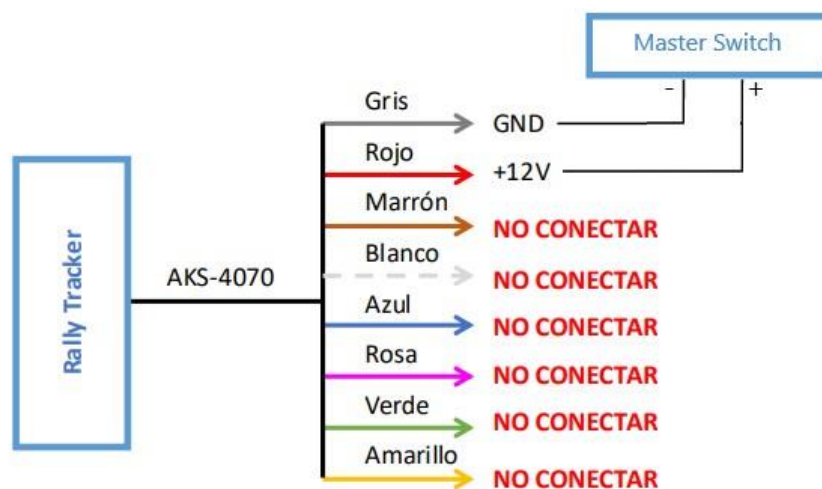 Master Switch
- +
Gris
GND
Rojo
+12V
Marrón
NO CONECTAR
Blanco
NO CONECTAR
Rally Tracker
AKS-4070
Azul
NO CONECTAR
Rosa
NO CONECTAR
Verde
NO CONECTAR
Amarillo
NO CONECTAR